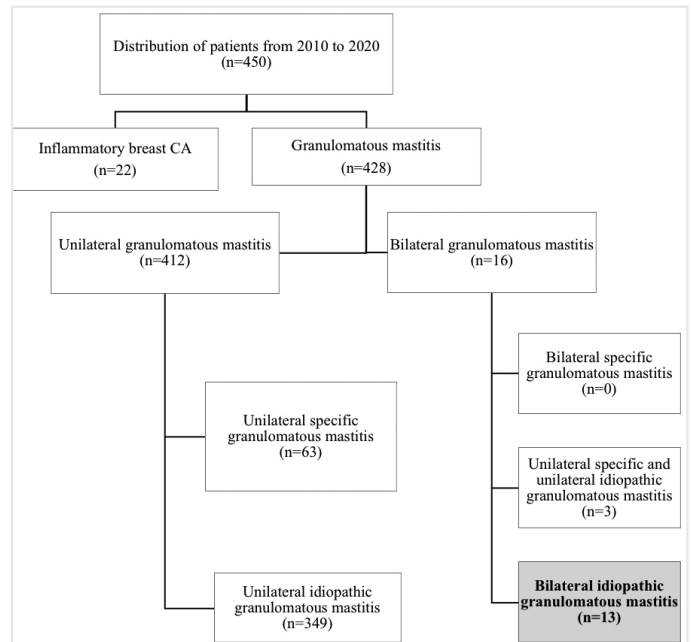 Distribution of patients from 2010 to 2020
(n=450)
Inflammatory breast CA
(n=22)
Granulomatous mastitis
(n=428)
Unilateral granulomatous mastitis
(n=412)
Bilateral granulomatous mastitis
(n=16)
Unilateral specific
granulomatous mastitis
(n=63)
Unilateral idiopathic
granulomatous mastitis
(n=349)
Bilateral specific
granulomatous mastitis
(n=0)
Unilateral specific and
unilateral idiopathic
granulomatous mastitis
(n=3)
Bilateral idiopathic
granulomatous mastitis
(n=13)